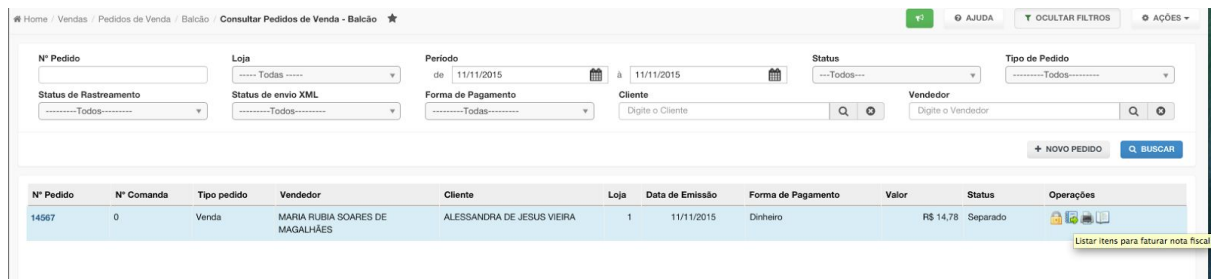 Home / Vendas / Pedidos de Venda / Balcão / Consultar Pedidos de Venda - Balcão
AJUDA
OCULTAR FILTROS
AÇÕES
Nº Pedido
Loja
Período
Status
Tipo de Pedido
----- Todas -----
de 11/11/2015
à 11/11/2015
---Todos---
---------Todos---------
Status de Rastreamento
Status de envio XML
Forma de Pagamento
Cliente
Vendedor
---------Todos---------
---------Todos---------
---------Todas---------
Digite o Cliente
Digite o Vendedor
+ NOVO PEDIDO
BUSCAR
Nº Pedido Nº Comanda Tipo pedido Vendedor Cliente Loja Data de Emissão Forma de Pagamento Valor Status Operações
14567 0 Venda MARIA RUBIA SOARES DE ALESSANDRA DE JESUS VIEIRA 1 11/11/2015 Dinheiro R$ 14,78 Separado
MAGALHÃES
Listar itens para faturar nota fiscal